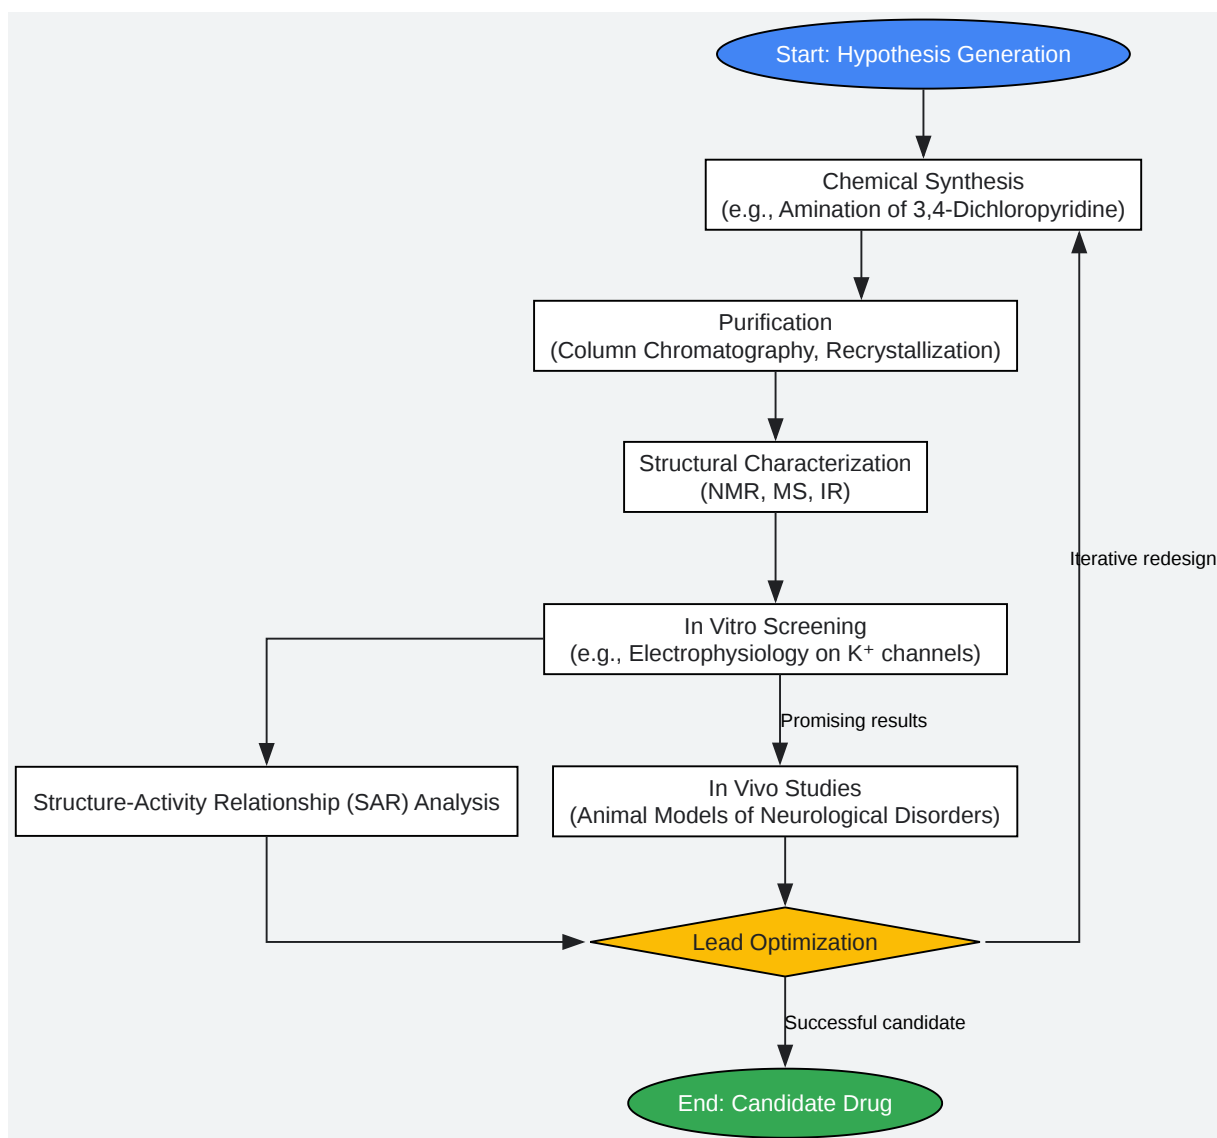 Start: Hypothesis Generation
Chemical Synthesis
(e.g., Amination of 3,4-Dichloropyridine)
Purification
(Column Chromatography, Recrystallization)
Structural Characterization
(NMR, MS, IR)
Iterative redesign
In Vitro Screening
(e.g., Electrophysiology on K⁺ channels)
Promising results
Structure-Activity Relationship (SAR) Analysis
In Vivo Studies
(Animal Models of Neurological Disorders)
Lead Optimization
Successful candidate
End: Candidate Drug